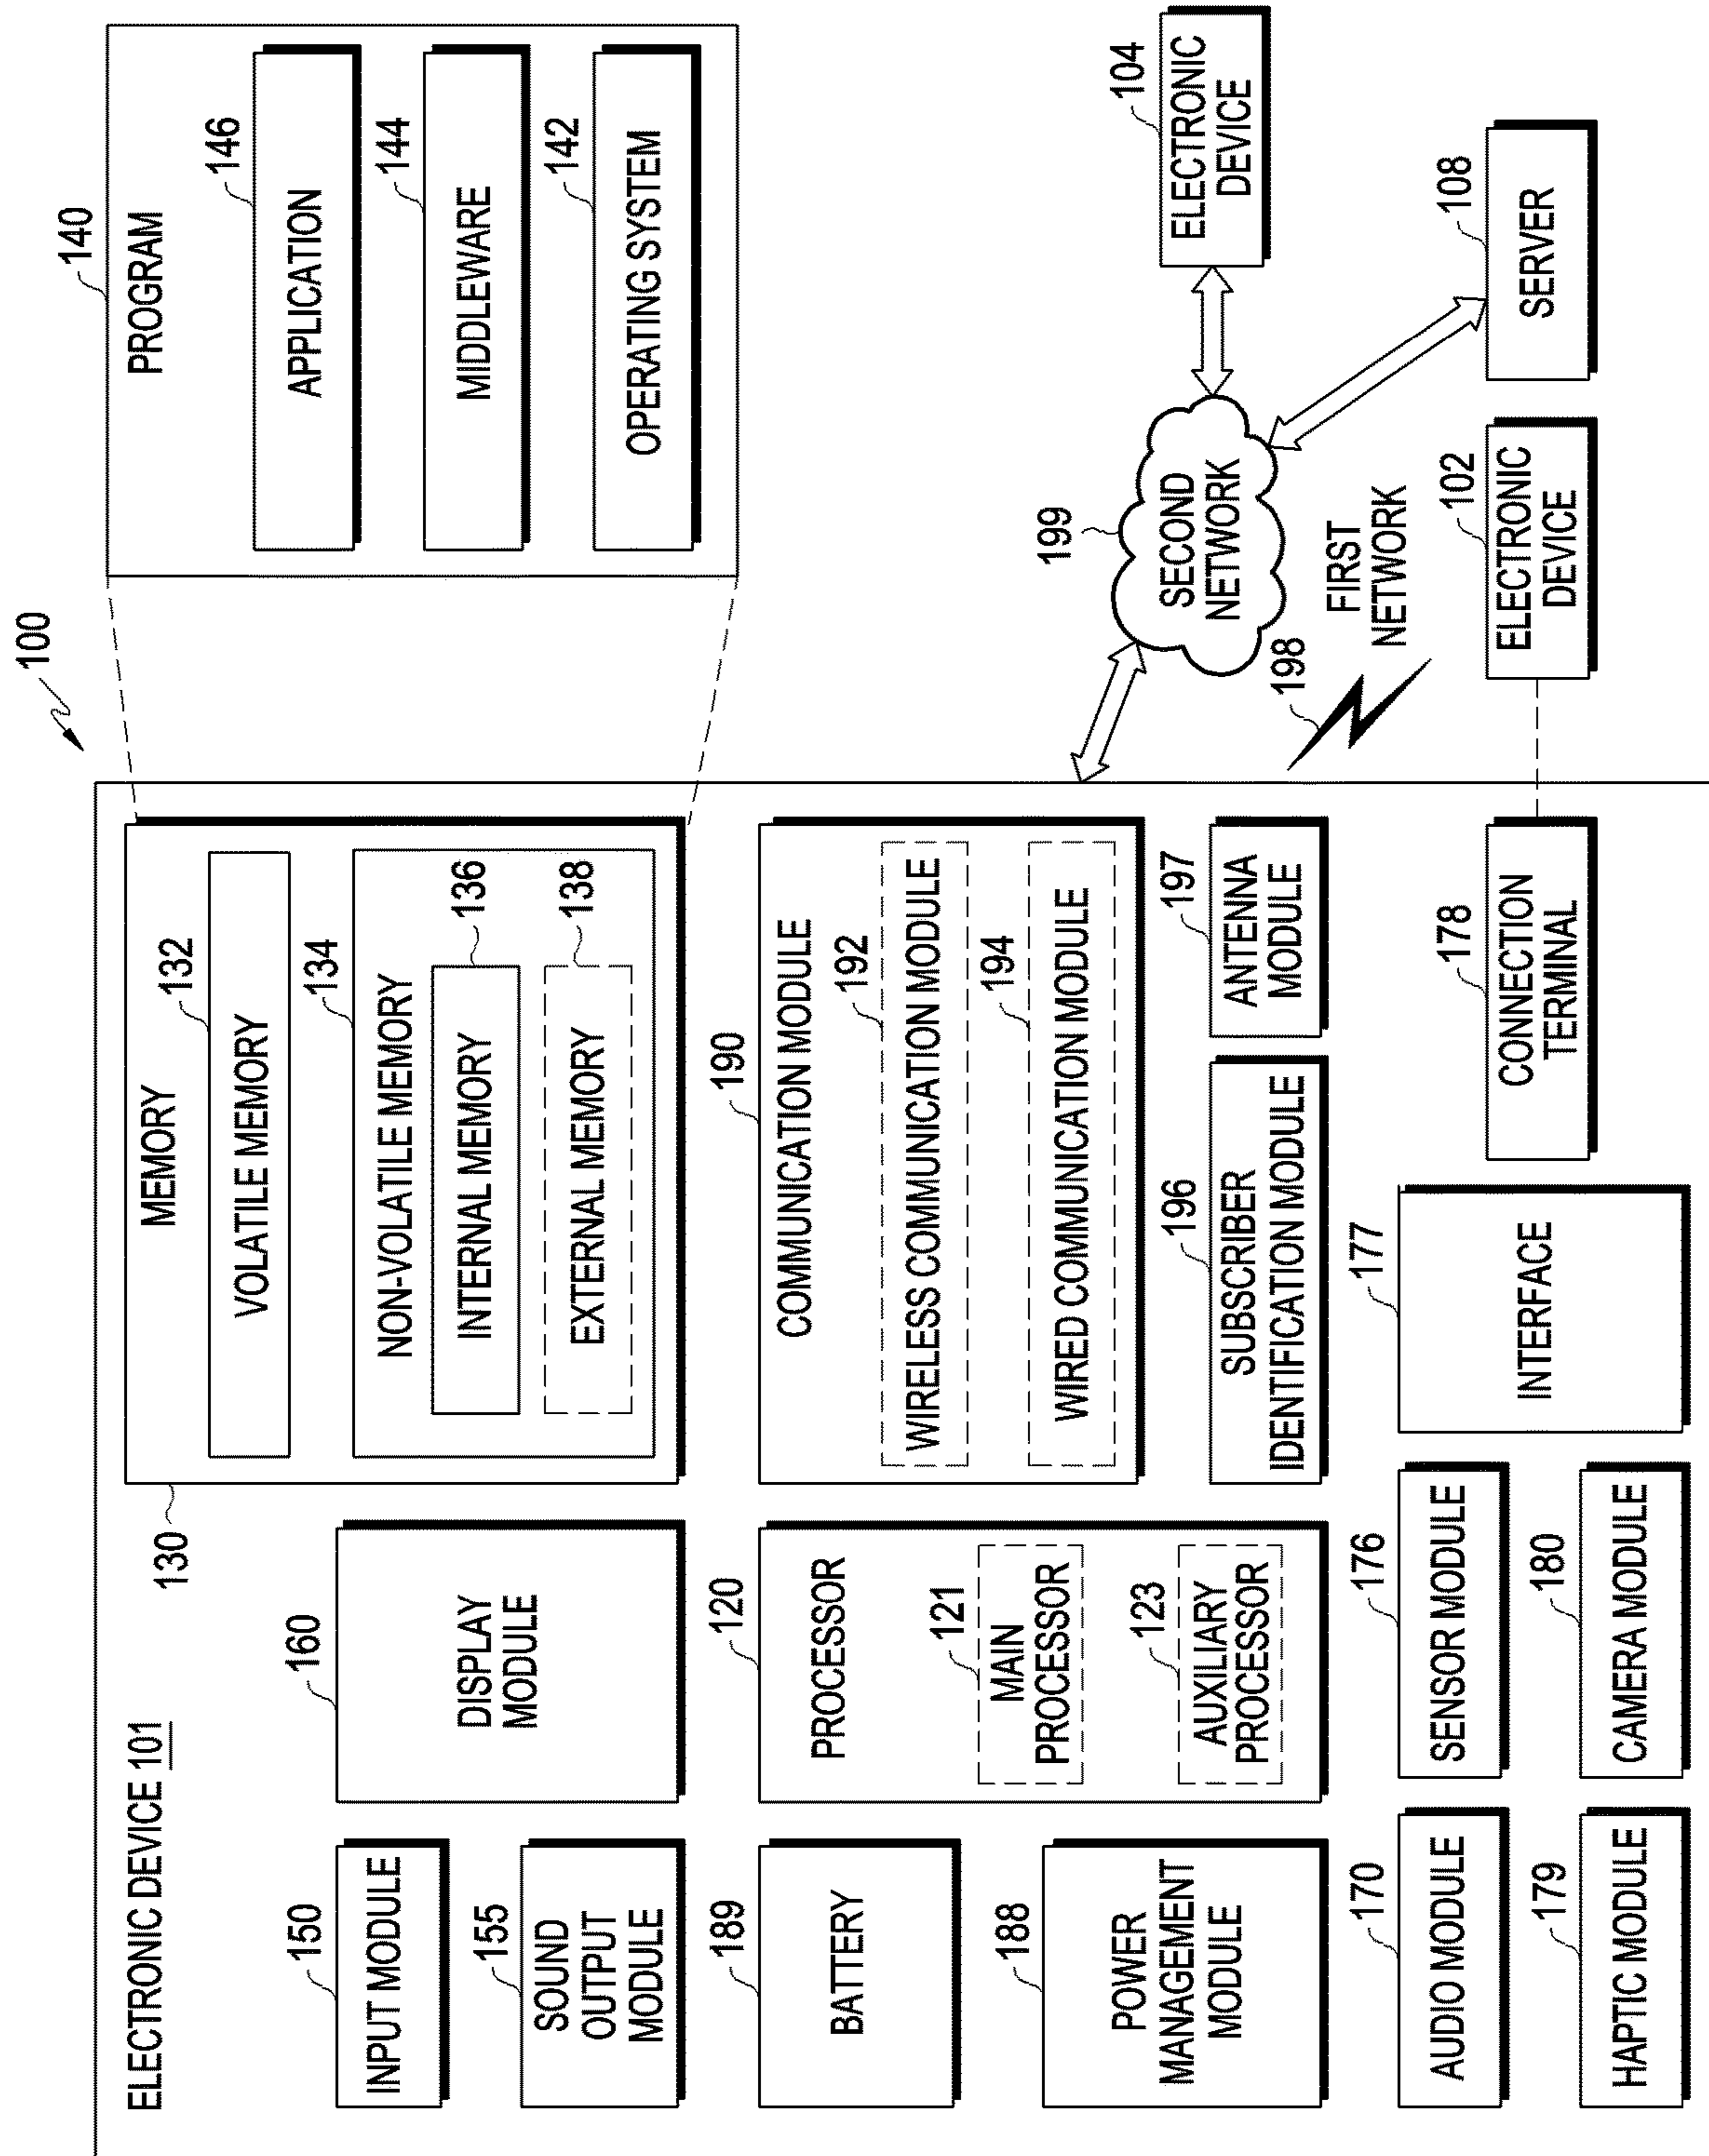 100
ELECTRONIC DEVICE 101
140
PROGRAM
146
APPLICATION
144
MIDDLEWARE
142
OPERATING SYSTEM
130
MEMORY
132
VOLATILE MEMORY
134
NON-VOLATILE MEMORY
136
INTERNAL MEMORY
138
EXTERNAL MEMORY
150
INPUT MODULE
155
SOUND
OUTPUT
MODULE
160
DISPLAY
MODULE
189
BATTERY
188
POWER
MANAGEMENT
MODULE
120
PROCESSOR
121
MAIN
PROCESSOR
123
AUXILIARY
PROCESSOR
190
COMMUNICATION MODULE
192
WIRELESS COMMUNICATION MODULE
194
WIRED COMMUNICATION MODULE
196
SUBSCRIBER
IDENTIFICATION MODULE
197
ANTENNA
MODULE
170
AUDIO MODULE
176
SENSOR MODULE
177
INTERFACE
178
CONNECTION
TERMINAL
179
HAPTIC MODULE
180
CAMERA MODULE
199
SECOND
NETWORK
104
ELECTRONIC
DEVICE
198
FIRST
NETWORK
108
SERVER
102
ELECTRONIC
DEVICE